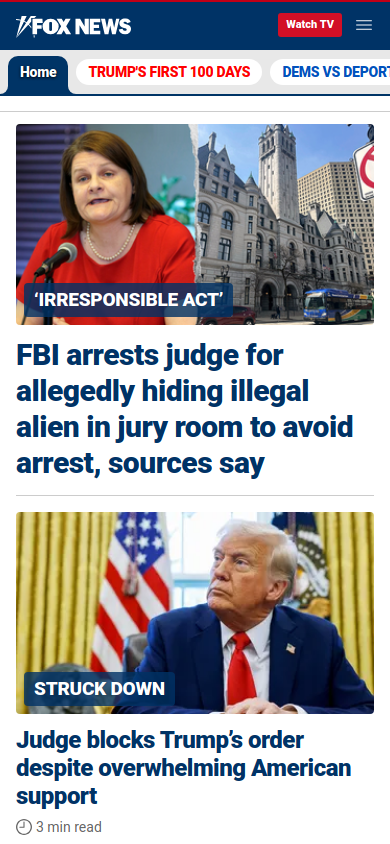 FOX NEWS
Watch TV
Home
TRUMP'S FIRST 100 DAYS
DEMS VS DEPORT
‘IRRESPONSIBLE ACT’
FBI arrests judge for
allegedly hiding illegal
alien in jury room to avoid
arrest, sources say
STRUCK DOWN
Judge blocks Trump’s order
despite overwhelming American
support
3 min read